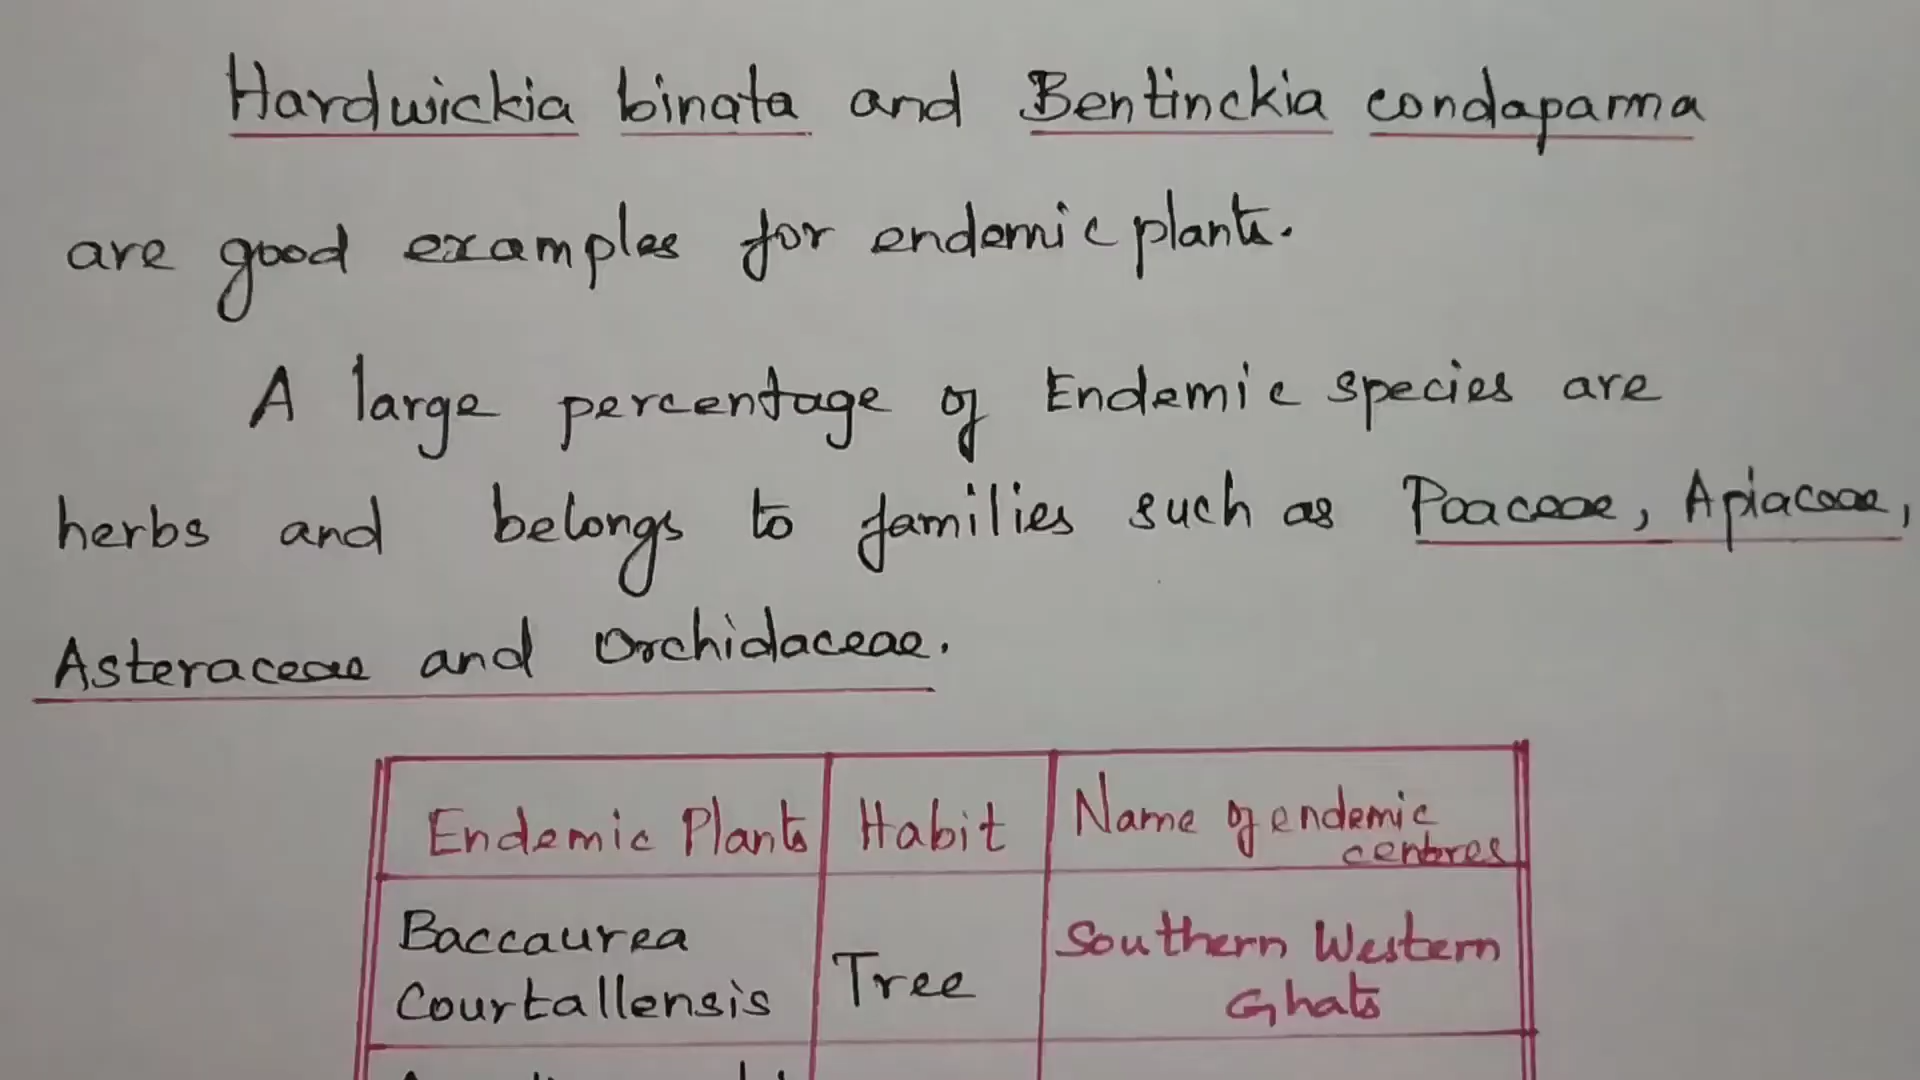 Hardwickia binata and Bentinckia condapanna
are good examples for endemic plants.
A large percentage of Endemic species are
herbs and belongs to families such as Poaceae, Apiaceae,
Asteraceae and Orchidaceae.
Endemic Plants Habit Name of endemic centres
Baccaurea Courtallensis Tree Southern Western Ghats